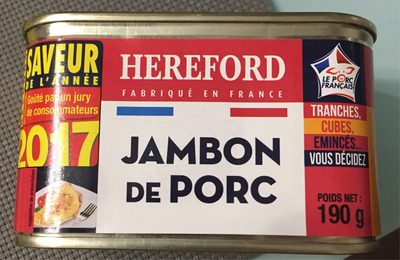 SAVEUR
DE L'ANNÉE
Goûté par un jury
de consommateurs
2017
HEREFORD
FABRIQUÉ EN FRANCE
JAMBON
DE PORC
LE PORC
FRANÇAIS
TRANCHES,
CUBES,
EMINCÉS...
VOUS DÉCIDEZ
POIDS NET :
190 g